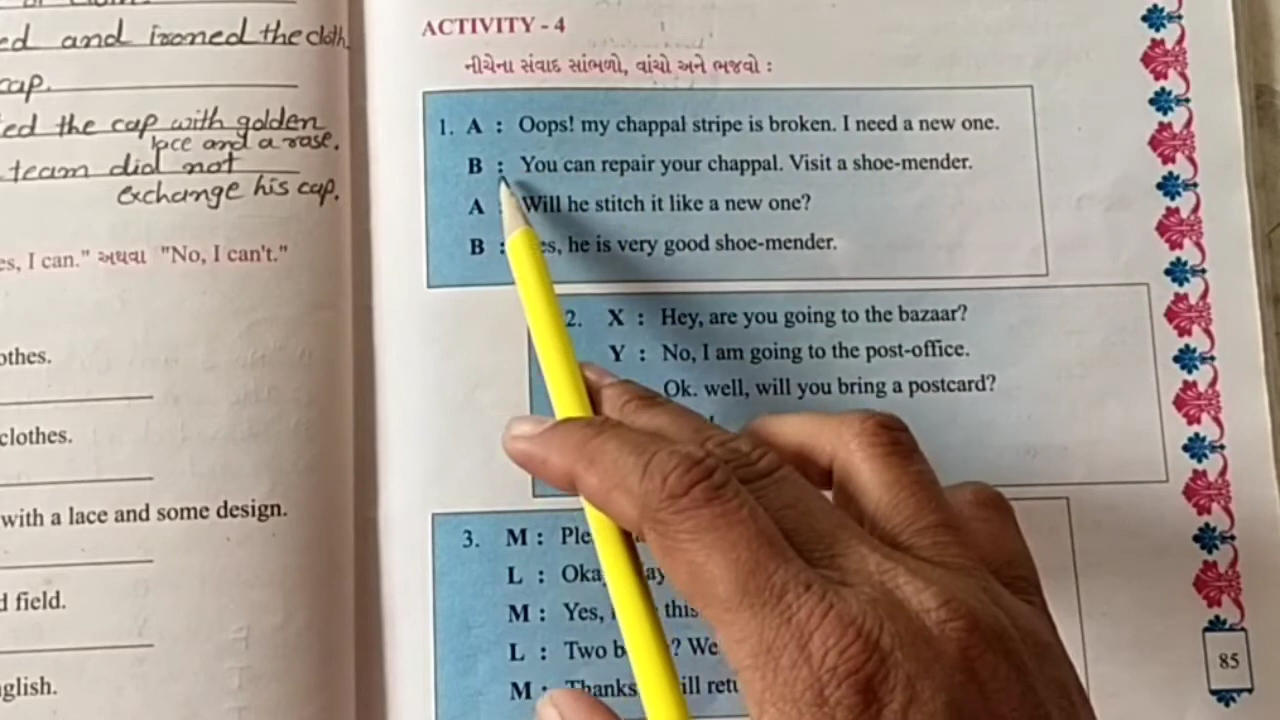 ed and ironed the cloth.
cap.
ed the cap with golden
lace and a rose.
team did not
exchange his cap.
es, I can." અથવા "No, I can't."
othes.
clothes.
with a lace and some design.
d field.
glish.
ACTIVITY - 4
નીચેના સંવાદ સાંભળો, વાંચો અને ભજવો :
1. A : Oops! my chappal stripe is broken. I need a new one.
B : You can repair your chappal. Visit a shoe-mender.
A : Will he stitch it like a new one?
B : es, he is very good shoe-mender.
2. X : Hey, are you going to the bazaar?
Y : No, I am going to the post-office.
Ok. well, will you bring a postcard?
3. M : Ple
L : Oka ay
M : Yes, this
L : Two b ? We
M : Thanks ill retu
85